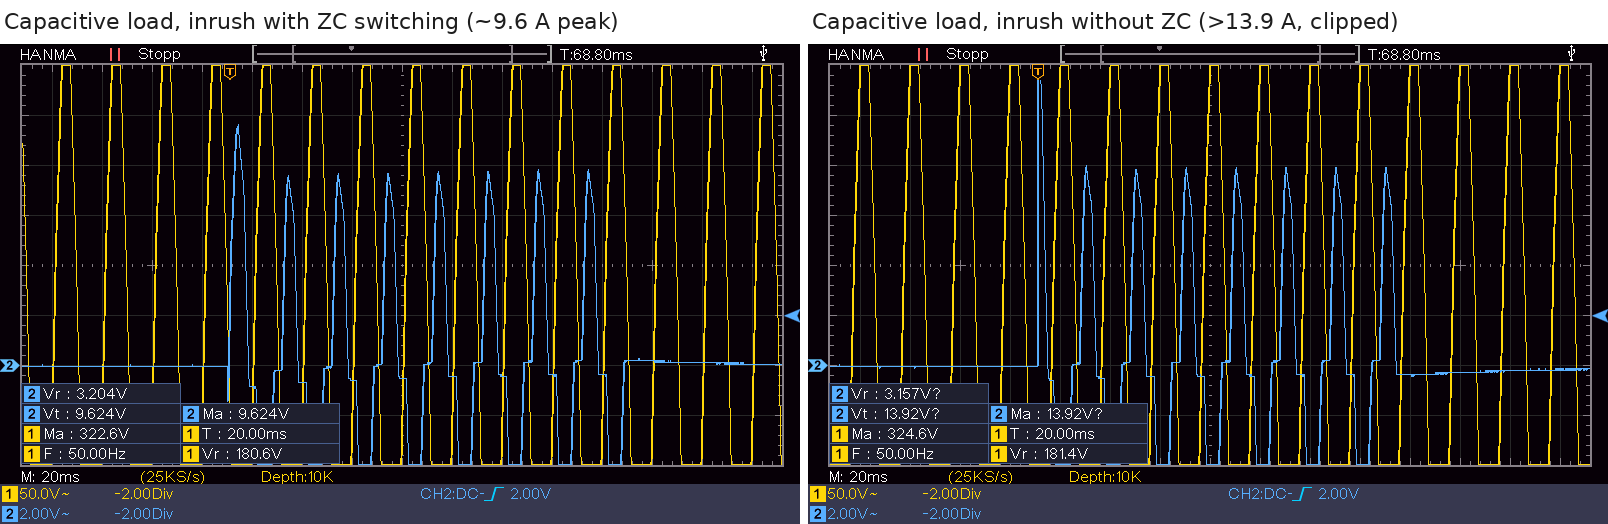 Capacitive load, inrush with ZC switching (~9.6 A peak)
HANMA Stopp T:68.80ms
T
2
2 Vr : 3.204V
2 Vt : 9.624V 2 Ma : 9.624V
1 Ma : 322.6V 1 T : 20.00ms
1 F : 50.00Hz 1 Vr : 180.6V
M: 20ms (25KS/s) Depth:10K
1 50.0V~ -2.00Div CH2:DC- 2.00V
2 2.00V~ -2.00Div
Capacitive load, inrush without ZC (>13.9 A, clipped)
HANMA Stopp T:68.80ms
T
2
2 Vr : 3.157V?
2 Vt : 13.92V? 2 Ma : 13.92V?
1 Ma : 324.6V 1 T : 20.00ms
1 F : 50.00Hz 1 Vr : 181.4V
M: 20ms (25KS/s) Depth:10K
1 50.0V~ -2.00Div CH2:DC- 2.00V
2 2.00V~ -2.00Div